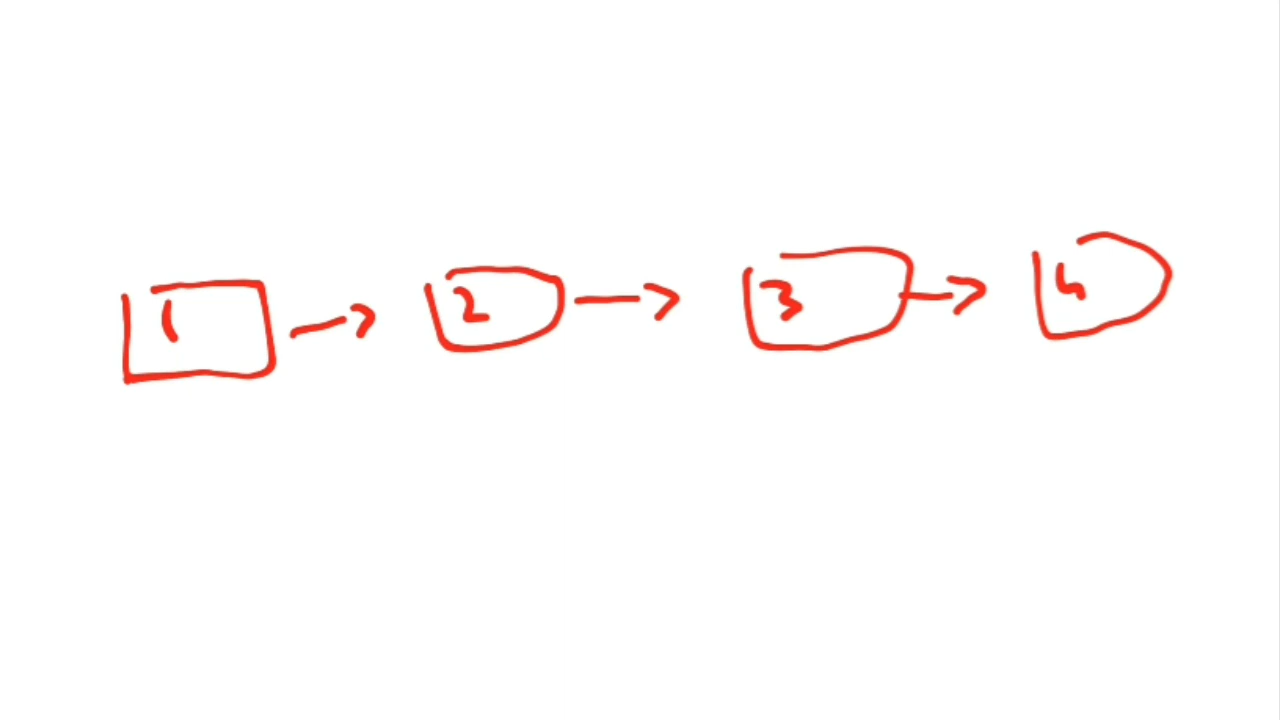 1 → 2 → 3 → 4